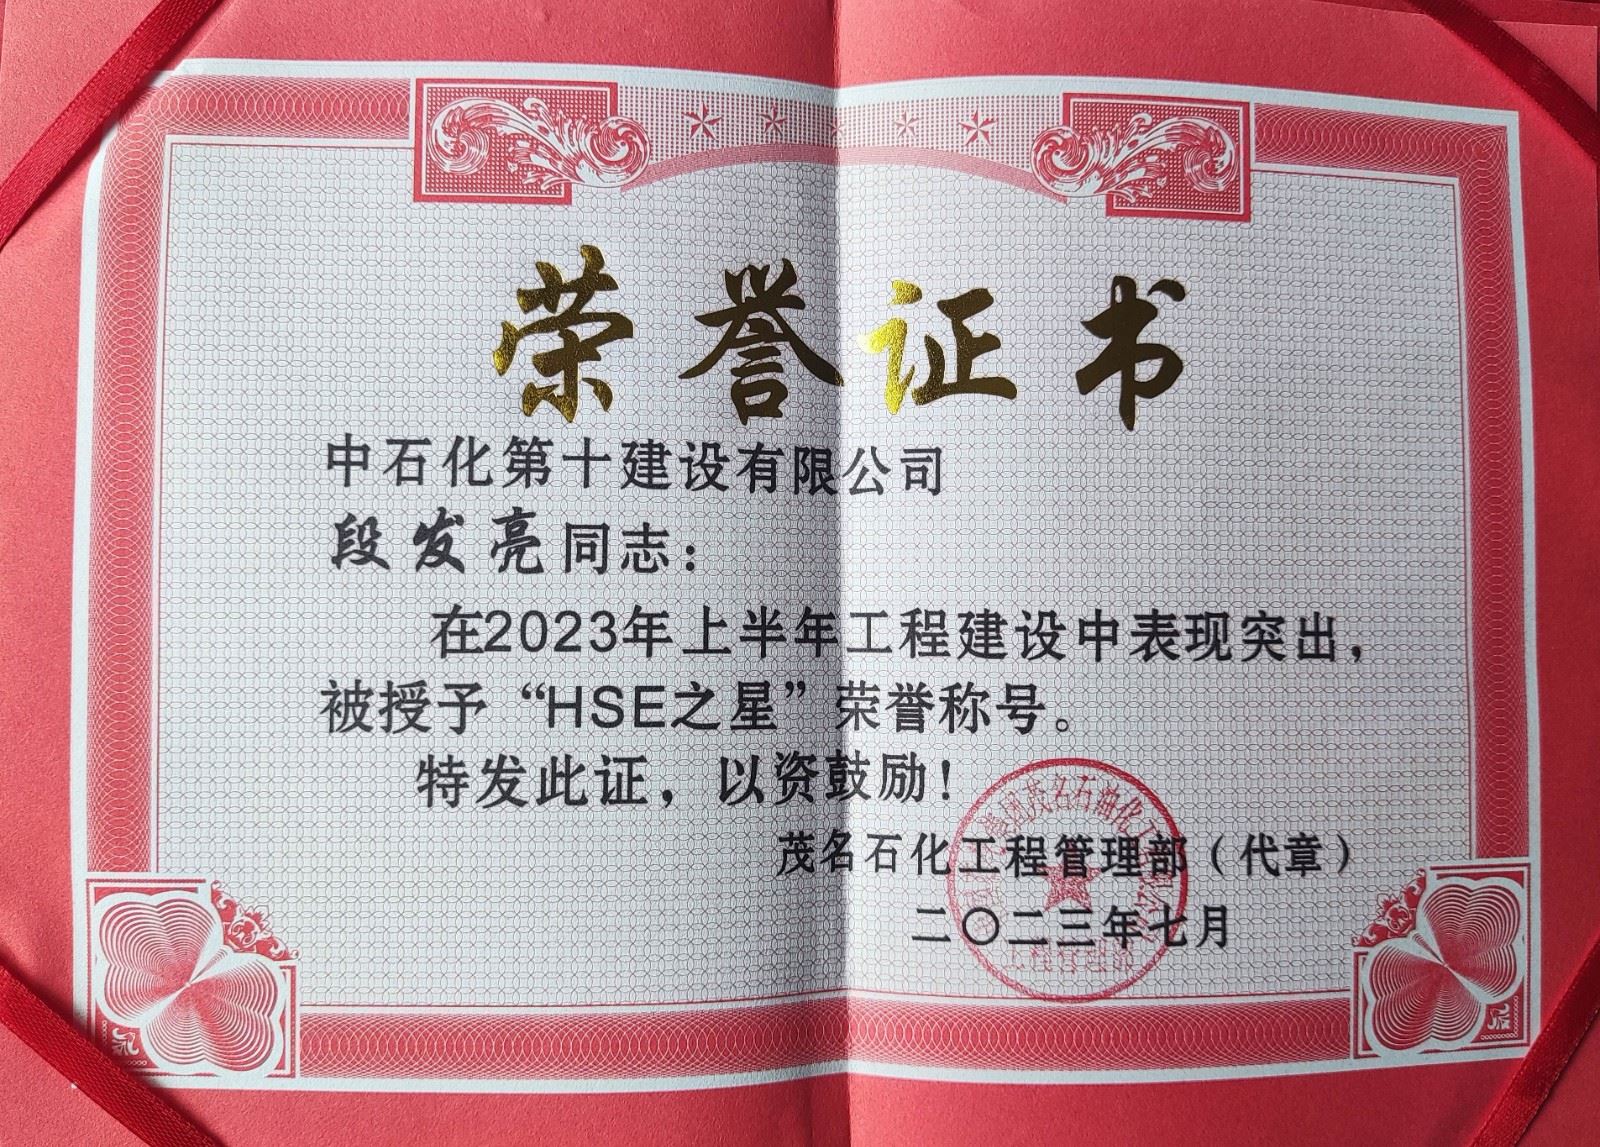 荣誉证书
中石化第十建设有限公司
段发亮同志：
在2023年上半年工程建设中表现突出，
被授予“HSE之星”荣誉称号。
特发此证，以资鼓励！
茂名石化工程管理部（代章）
二〇二三年七月